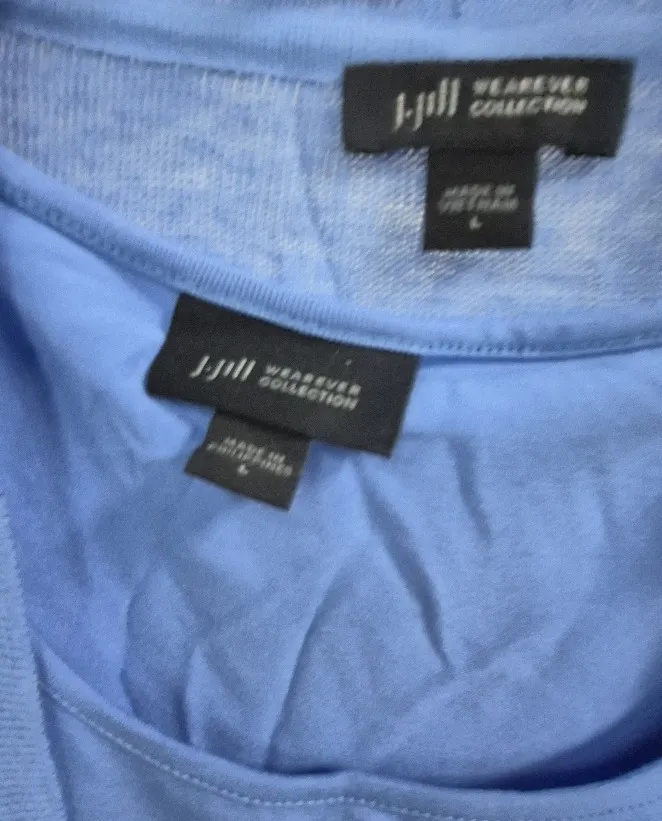 J.Jill WEAREVER
COLLECTION
MADE IN
VIETNAM
L
J.Jill WEAREVER
COLLECTION
MADE IN
PHILIPPINES
L